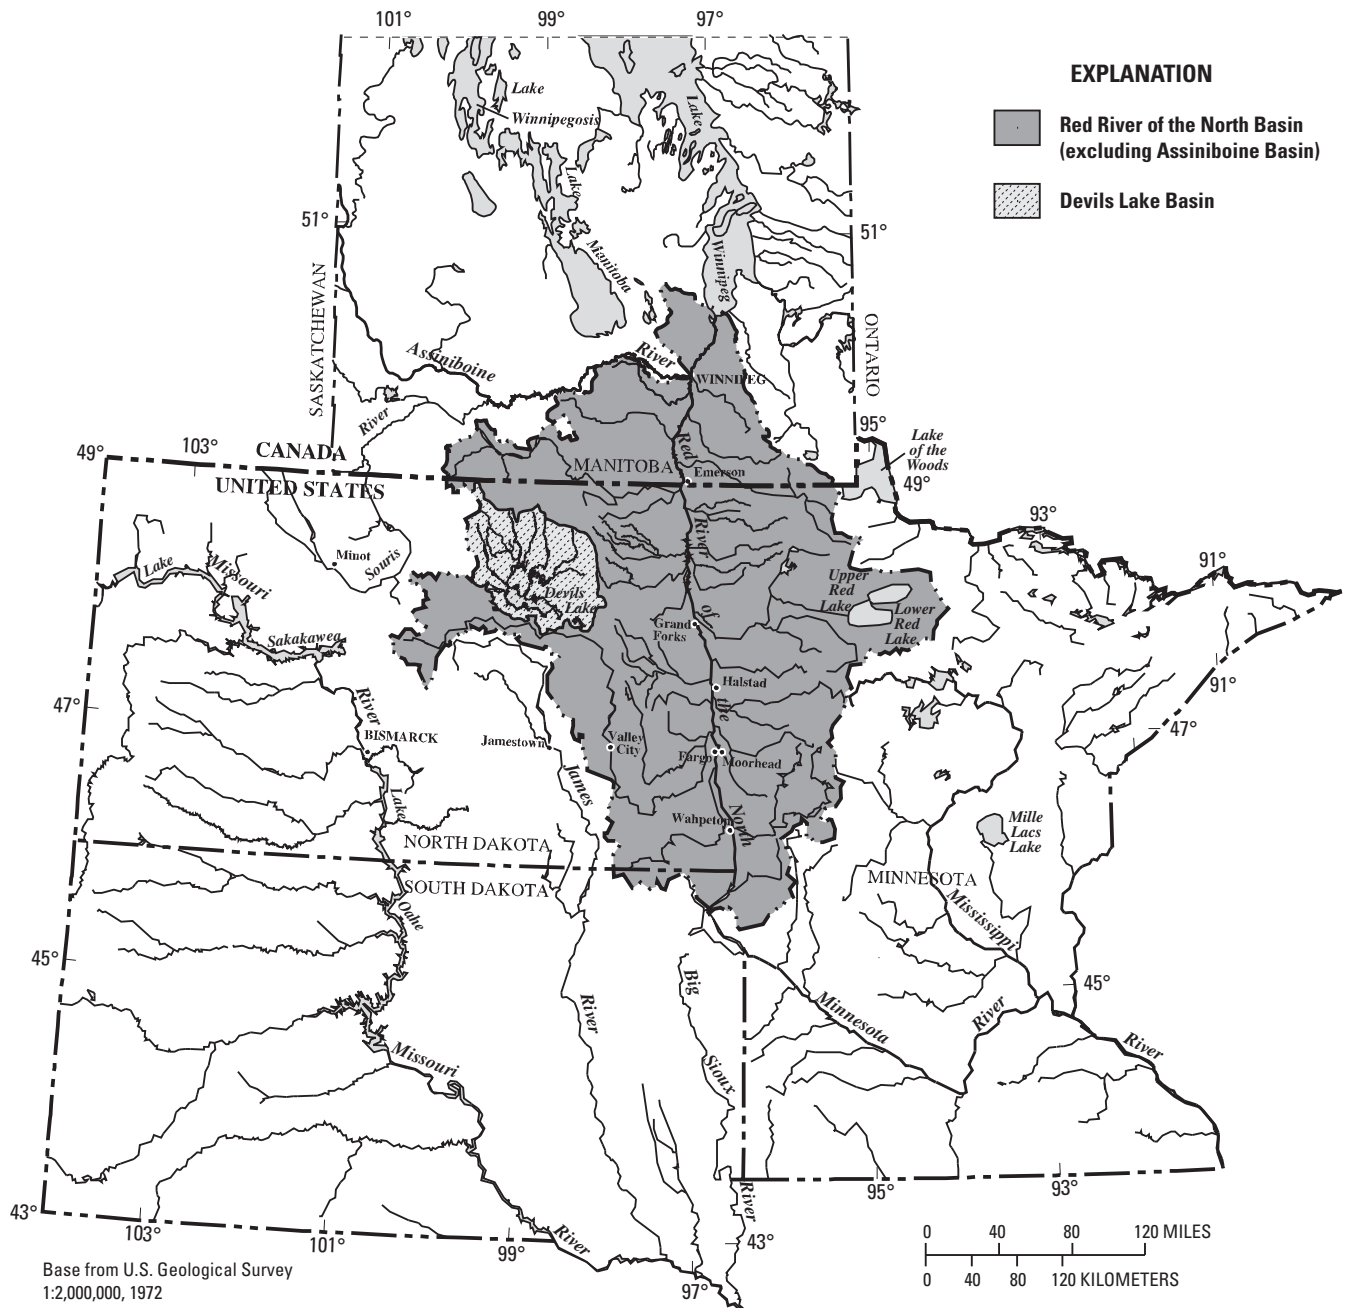 101°
99°
97°
EXPLANATION
Red River of the North Basin
(excluding Assiniboine Basin)
Devils Lake Basin
Lake
Winnipegosis
Lake
Lake
Manitoba
Winnipeg
51°
51°
SASKATCHEWAN
ONTARIO
Assiniboine
River
WINNIPEG
River
95°
Lake
of the
Woods
49°
49°
103°
CANADA
UNITED STATES
MANITOBA
Red
Emerson
River
93°
91°
Minot
Souris
Lake
Missouri
Sakakawea
Devils
Lake
Upper
Red
Lake
Lower
Red
Lake
of
Grand
Forks
Halstad
the
91°
47°
47°
River
BISMARCK
Jamestown
Valley
City
Fargo
Moorhead
James
Lake
North
Wahpeton
Mille
Lacs
Lake
NORTH DAKOTA
SOUTH DAKOTA
MINNESOTA
Oahe
Mississippi
45°
45°
Big
River
Minnesota
River
River
Missouri
Sioux
95°
93°
43°
103°
101°
99°
River
River
43°
97°
0 40 80 120 MILES
0 40 80 120 KILOMETERS
Base from U.S. Geological Survey
1:2,000,000, 1972